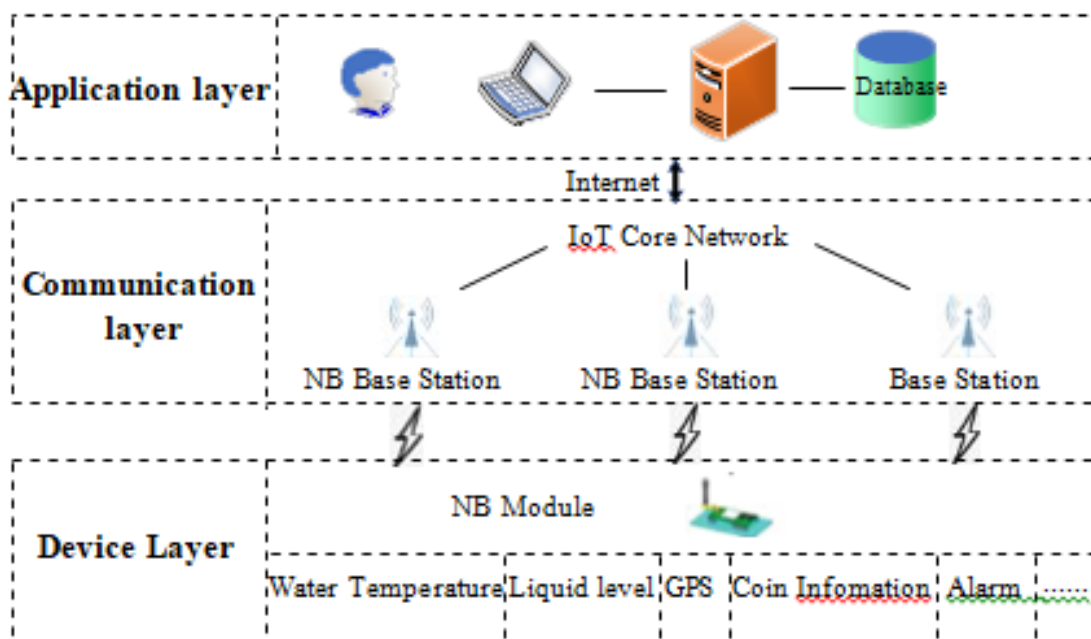 Application layer
Database
Internet
IoT Core Network
Communication
layer
NB Base Station
NB Base Station
Base Station
NB Module
Device Layer
Water Temperature
Liquid level
GPS
Coin Infomation
Alarm
......